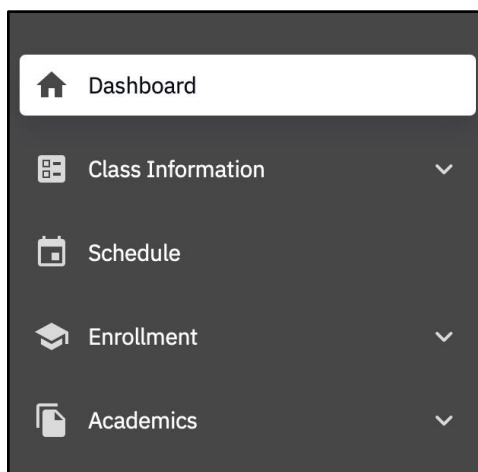 Dashboard
Class Information
Schedule
Enrollment
Academics